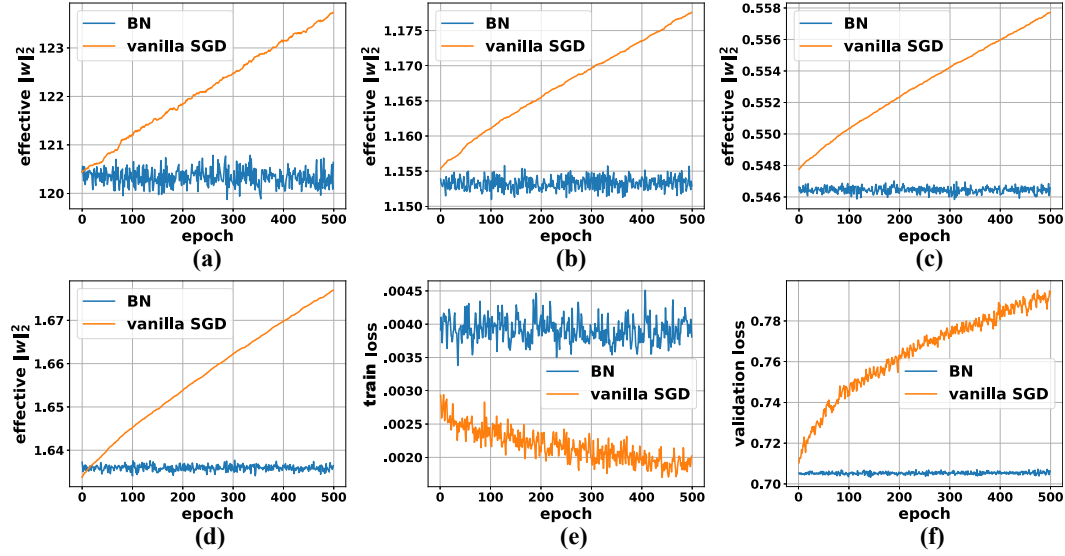 BN
vanilla SGD
effective ‖w‖₂²
123
122
121
120
0 100 200 300 400 500
epoch
(a)
BN
vanilla SGD
effective ‖w‖₂²
1.175
1.170
1.165
1.160
1.155
1.150
0 100 200 300 400 500
epoch
(b)
BN
vanilla SGD
effective ‖w‖₂²
0.558
0.556
0.554
0.552
0.550
0.548
0.546
0 100 200 300 400 500
epoch
(c)
BN
vanilla SGD
effective ‖w‖₂²
1.67
1.66
1.65
1.64
0 100 200 300 400 500
epoch
(d)
.0045
.0040
.0035
.0030
.0025
.0020
train loss
BN
vanilla SGD
0 100 200 300 400 500
epoch
(e)
0.78
0.76
0.74
0.72
0.70
validation loss
BN
vanilla SGD
0 100 200 300 400 500
epoch
(f)